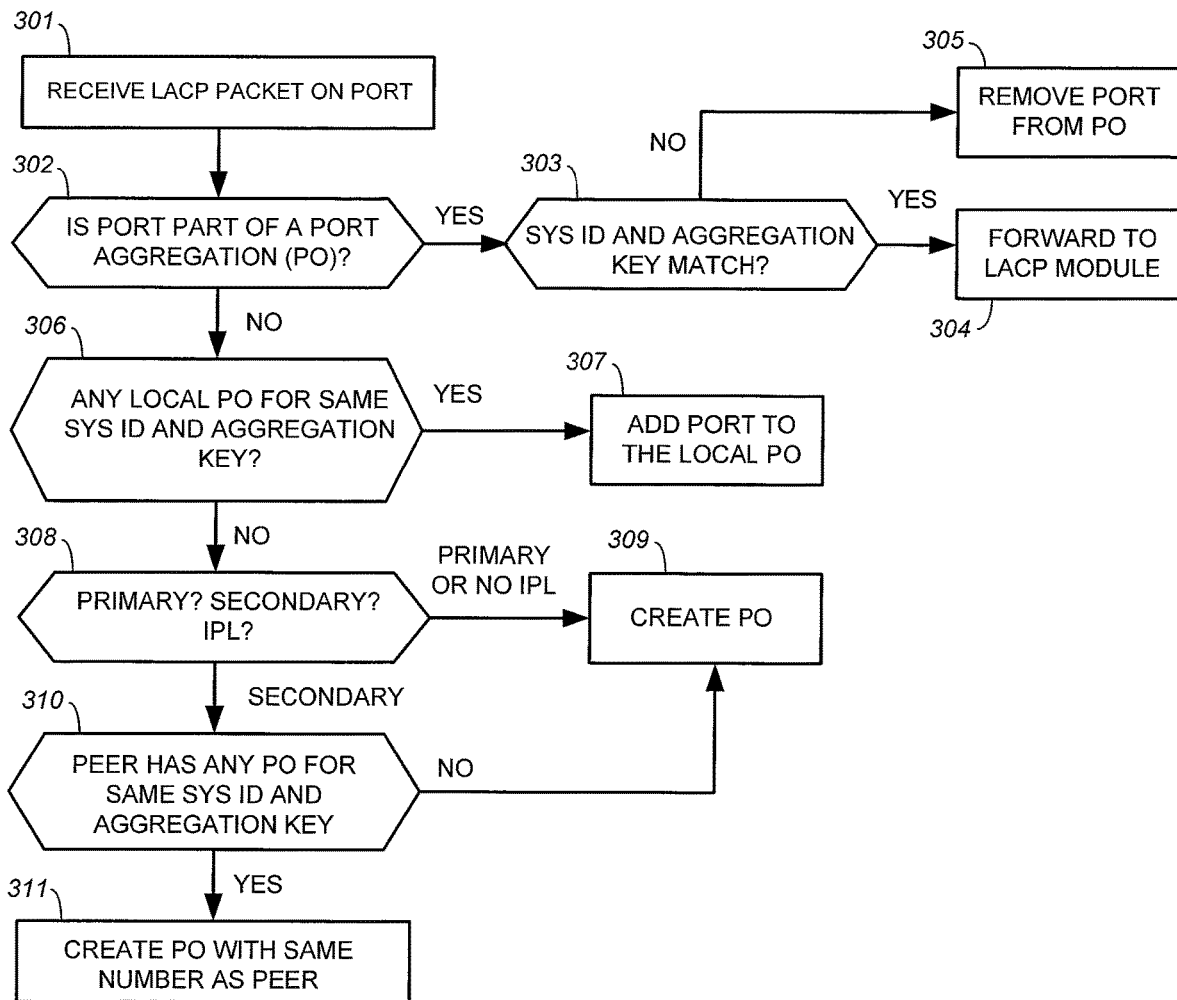 301
RECEIVE LACP PACKET ON PORT
302
IS PORT PART OF A PORT
AGGREGATION (PO)?
YES
303
SYS ID AND AGGREGATION
KEY MATCH?
NO
305
REMOVE PORT
FROM PO
YES
FORWARD TO
LACP MODULE
304
NO
306
ANY LOCAL PO FOR SAME
SYS ID AND AGGREGATION
KEY?
YES
307
ADD PORT TO
THE LOCAL PO
NO
308
PRIMARY? SECONDARY?
IPL?
PRIMARY
OR NO IPL
309
CREATE PO
SECONDARY
310
PEER HAS ANY PO FOR
SAME SYS ID AND
AGGREGATION KEY
NO
YES
311
CREATE PO WITH SAME
NUMBER AS PEER